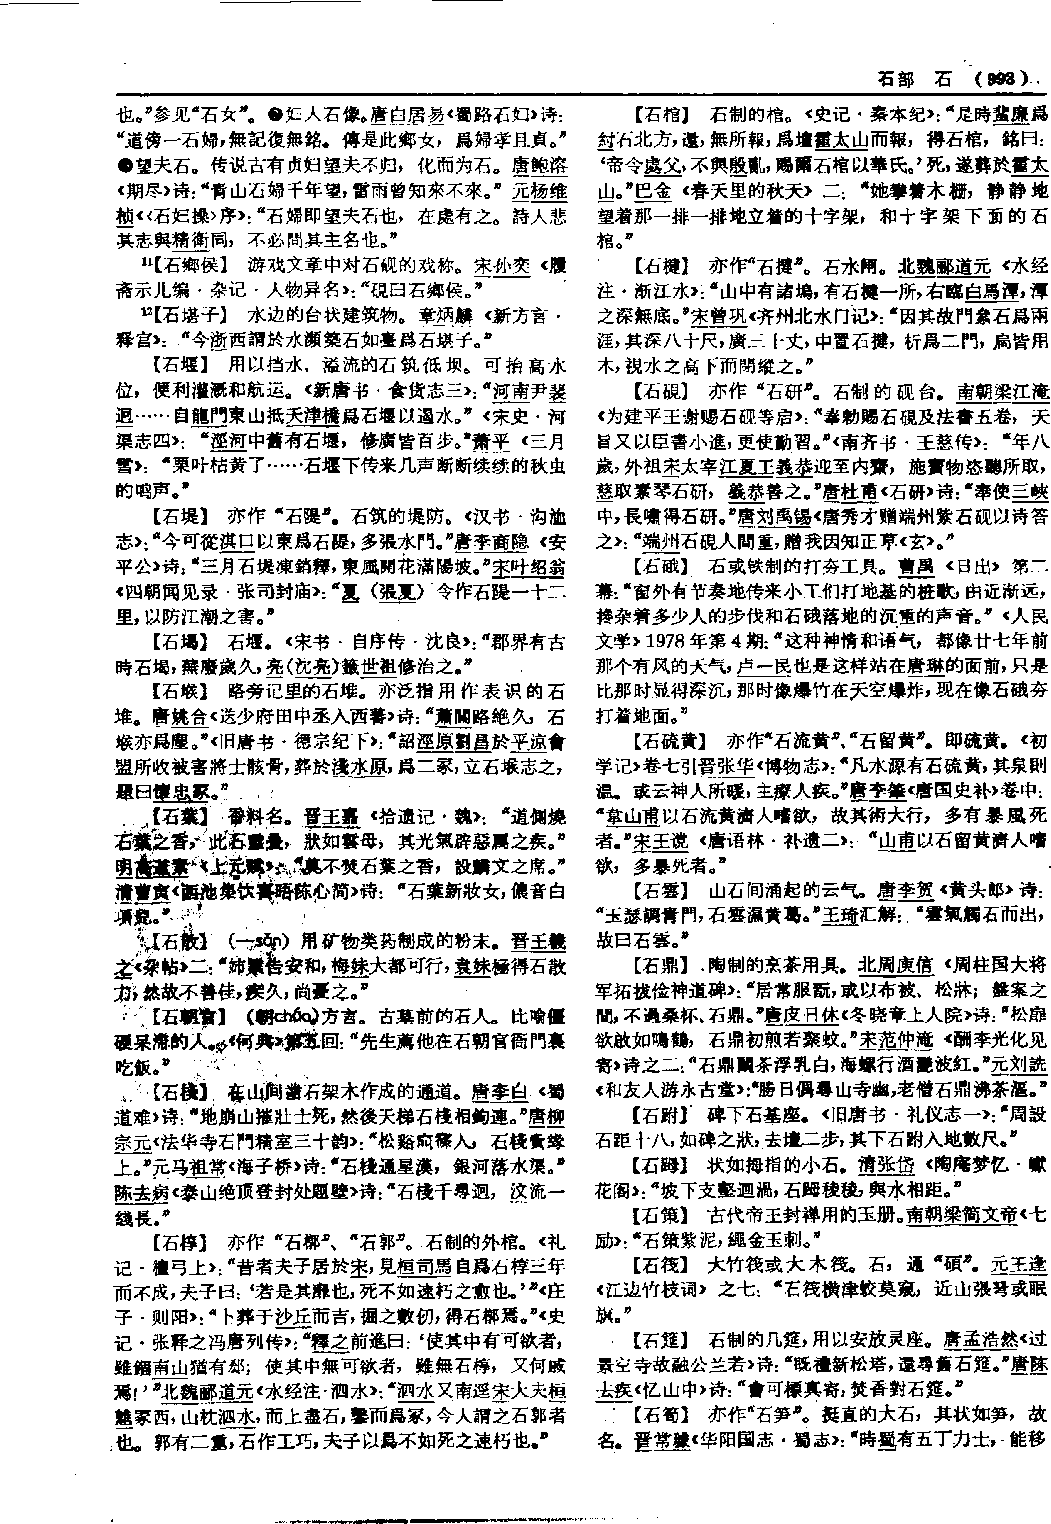 石部 石 （993）
也。”参见“石女”。❷妇人石像。唐白居易《蜀路石妇》诗：
“道傍一石婦，無記復無銘。傳是此鄉女，爲婦孝且貞。”
❸望夫石。传说古有贞妇望夫不归，化而为石。唐鲍溶
《期尽》诗：“青山石婦千年望，雷雨曾知來不來。”元杨维
桢《〈石妇操〉序》：“石婦即望夫石也，在處有之。詩人悲
其志與精衛同，不必問其主名也。”
11【石鄉侯】 游戏文章中对石砚的戏称。宋孙奕《履
斋示儿编·杂记·人物异名》：“硯曰石鄉侯。”
12【石堪子】 水边的台状建筑物。章炳麟《新方言·
释宫》：“今浙西謂於水瀕築石如臺爲石堪子。”
【石堰】 用以挡水、溢流的石筑低坝。可抬高水
位，便利灌溉和航运。《新唐书·食货志三》：“河南尹裴
迥……自龍門東山抵天津橋爲石堰以遏水。”《宋史·河
渠志四》：“涇河中舊有石堰，修廣皆百步。”萧平《三月
雪》：“栗叶枯黄了……石堰下传来几声断断续续的秋虫
的鸣声。”
【石堤】 亦作“石隄”。石筑的堤防。《汉书·沟洫
志》：“今可從淇口以東爲石隄，多張水門。”唐李商隐《安
平公》诗：“三月石堤凍銷釋，東風開花滿陽坡。”宋叶绍翁
《四朝闻见录·张司封庙》：“夏（張夏）令作石隄一十二
里，以防江潮之害。”
【石堨】 石堰。《宋书·自序传·沈良》：“郡界有古
時石堨，蕪廢歲久，亮（沈亮）籤世祖修治之。”
【石堠】 路旁记里的石堆。亦泛指用作表识的石
堆。唐姚合《送少府田中丞入西蕃》诗：“蕭關路絶久，石
堠亦爲塵。”《旧唐书·德宗纪下》：“詔涇原劉昌於平涼會
盟所收被害將士骸骨，葬於淺水原，爲二冢，立石堠志之，
題曰懷忠冢。”
【石葉】 香料名。晋王嘉《拾遗记·魏》：“道側燒
石葉之香，此石疊疊，狀如雲母，其光氣辟惡厲之疾。”
《上元赋》：“莫不焚石葉之香，設麟文之席。”
清曹寅《西池集饮喜晤陈心简》诗：“石葉新妝女，儂音白
項兒。”
【石散】 （—sǎn）用矿物类药制成的粉末。晋王羲
之《杂帖》二：“姉累告安和，梅妹大都可行，袁妹極得石散
力，然故不善佳，疾久，尚憂之。”
【石朝官】 （朝cháo）方言。古墓前的石人。比喻僵
硬呆滞的人。《何典》第五回：“先生薦他在石朝官衙門裏
吃飯。”
【石棧】 在山间凿石架木作成的通道。唐李白《蜀
道难》诗：“地崩山摧壯士死，然後天梯石棧相鉤連。”唐柳
宗元《法华寺石門精室三十韵》：“松谿窈窱入，石棧夤缘
上。”元马祖常《海子桥》诗：“石棧通星漢，銀河落水渠。”
陈去病《泰山绝顶登封处题壁》诗：“石棧千尋迥，汶流一
綫長。”
【石椁】 亦作“石槨”、“石郭”。石制的外棺。《礼
记·檀弓上》：“昔者夫子居於宋，見桓司馬自爲石椁三年
而不成，夫子曰：‘若是其靡也，死不如速朽之愈也。’”《庄
子·则阳》：“卜葬于沙丘而吉，掘之數仞，得石槨焉。”《史
记·张释之冯唐列传》：“釋之前進曰：‘使其中有可欲者，
雖錮南山猶有郄；使其中無可欲者，雖無石椁，又何戚
焉！’”北魏郦道元《水经注·泗水》：“泗水又南逕宋大夫桓
魋冢西，山枕泗水，而上盡石，鑿而爲冢，今人謂之石郭者
也。郭有二重，石作工巧，夫子以爲不如死之速朽也。”
【石棺】 石制的棺。《史记·秦本纪》：“是時蜚廉爲
紂石北方，還，無所報，爲壇霍太山而報，得石棺，銘曰：
‘帝令處父，不與殷亂，賜爾石棺以華氏。’死，遂葬於霍太
山。”巴金《春天里的秋天》二：“她攀着木栅，静静地
望着那一排一排地立着的十字架，和十字架下面的石
棺。”
【石楗】 亦作“石揵”。石水闸。北魏郦道元《水经
注·渐江水》：“山中有諸塢，有石楗一所，右臨白馬潭，潭
之深無底。”宋曾巩《齐州北水门记》：“因其故門纍石爲兩
涯，其深八十尺，廣三十丈，中置石楗，析爲二門，扃皆用
木，視水之高下而閉縱之。”
【石硯】 亦作“石研”。石制的砚台。南朝梁江淹
《为建平王谢赐石砚等启》：“奉勅賜石硯及法書五卷，天
旨又以臣書小進，更使勤習。”《南齐书·王慈传》：“年八
歲，外祖宋太宰江夏王義恭迎至内齋，施寶物恣聽所取，
慈取素琴石研，義恭善之。”唐杜甫《石研》诗：“奉使三峽
中，長嘯得石研。”唐刘禹锡《唐秀才赠端州紫石砚以诗答
之》：“端州石硯人間重，贈我因知正草《玄》。”
【石硪】 石或铁制的打夯工具。曹禺《日出》第二
幕：“窗外有节奏地传来小工们打地基的桩歌，由近渐远，
搀杂着多少人的步伐和石硪落地的沉重的声音。”《人民
文学》1978年第4期：“这种神情和语气，都像廿七年前
那个有风的大气，卢一民也是这样站在唐琳的面前，只是
比那时显得深沉，那时像爆竹在天空爆炸，现在像石硪夯
打着地面。”
【石硫黄】 亦作“石流黄”、“石留黄”。即硫黄。《初
学记》卷七引晋张华《博物志》：“凡水源有石硫黄，其泉則
温。或云神人所暖，主療人疾。”唐李肇《唐国史补》卷中：
“韋山甫以石流黄濟人嗜欲，故其術大行，多有暴風死
者。”宋王谠《唐语林·补遗二》：“山甫以石留黄濟人嗜
欲，多暴死者。”
【石雲】 山石间涌起的云气。唐李贺《黄头郎》诗：
“玉瑟調青門，石雲濕黄葛。”王琦汇解：“雲氣觸石而出，
故曰石雲。”
【石鼎】 陶制的烹茶用具。北周庾信《周柱国大将
军拓拔俭神道碑》：“居常服翫，或以布被、松牀；盤案之
間，不過桑杯、石鼎。”唐皮日休《冬晓章上人院》诗：“松扉
欲啟如鳴鶴，石鼎初煎若聚蚊。”宋范仲淹《酬李光化见
寄》诗之二：“石鼎鬭茶浮乳白，海螺行酒灔波紅。”元刘詵
《和友人游永古堂》：“勝日偶尋山寺幽，老僧石鼎沸茶漚。”
【石跗】 碑下石基座。《旧唐书·礼仪志一》：“周設
石距十八，如碑之狀，去壇二步，其下石跗入地數尺。”
【石踇】 状如拇指的小石。清张岱《陶庵梦忆·巘
花阁》：“坡下支壑迴渦，石踇稜稜，與水相距。”
【石策】 古代帝王封禅用的玉册。南朝梁简文帝《七
励》：“石策紫泥，繩金玉刺。”
【石筏】 大竹筏或大木筏。石，通“碩”。元王逢
《江边竹枝词》之七：“石筏横津蛟莫窺，近山張弩或眠
旗。”
【石筵】 石制的几筵，用以安放灵座。唐孟浩然《过
景空寺故融公兰若》诗：“既禮新松塔，還尋舊石筵。”唐陈
去疾《忆山中》诗：“會可標真寄，焚香對石筵。”
【石筍】 亦作“石笋”。挺直的大石，其状如笋，故
名。晋常璩《华阳国志·蜀志》：“時蜀有五丁力士，能移